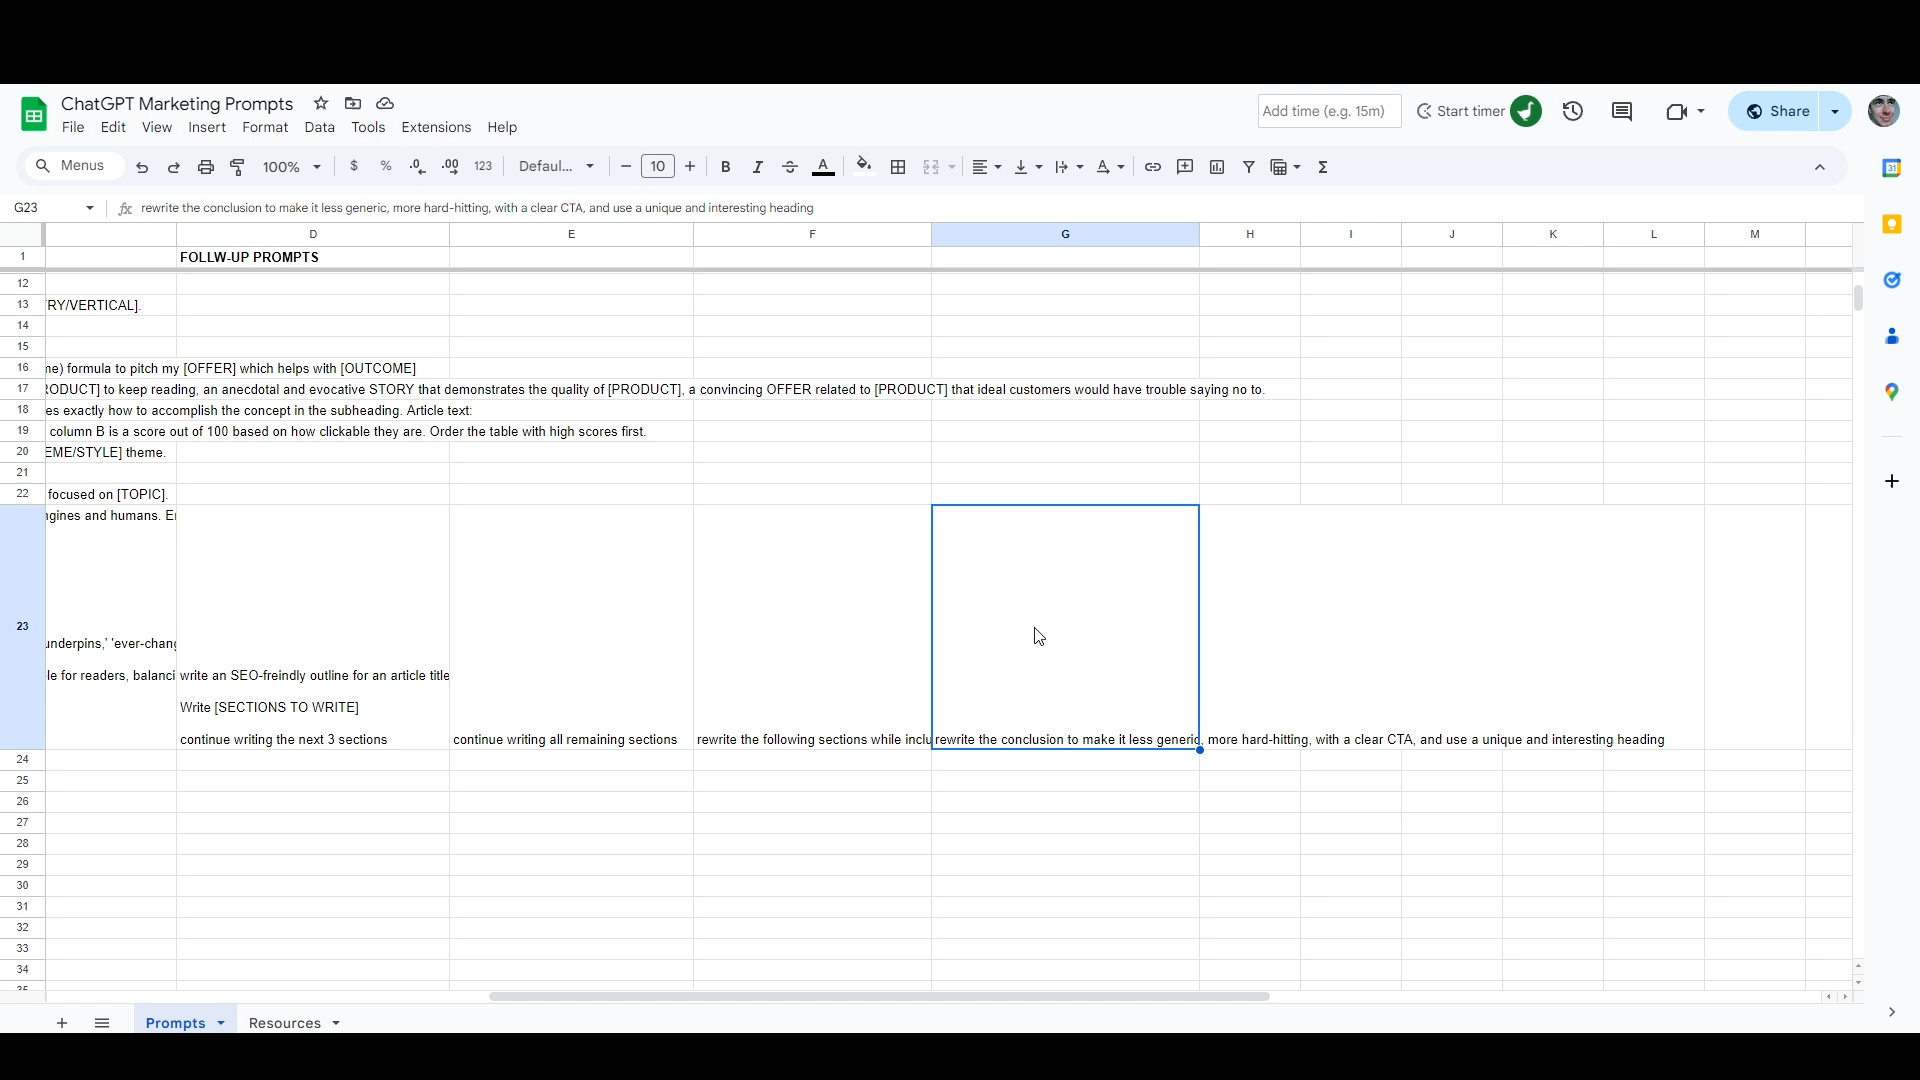 ChatGPT Marketing Prompts
Add time (e.g. 15m)
Start timer
Share
File Edit View Insert Format Data Tools Extensions Help
Menus 100% $ % .0 .00 123 Defaul... 10 B I A
G23 fx rewrite the conclusion to make it less generic, more hard-hitting, with a clear CTA, and use a unique and interesting heading
D E F G H I J K L M
1 FOLLW-UP PROMPTS
12
13 RY/VERTICAL].
14
15
16 ne) formula to pitch my [OFFER] which helps with [OUTCOME]
17 RODUCT] to keep reading, an anecdotal and evocative STORY that demonstrates the quality of [PRODUCT], a convincing OFFER related to [PRODUCT] that ideal customers would have trouble saying no to.
18 es exactly how to accomplish the concept in the subheading. Article text:
19 column B is a score out of 100 based on how clickable they are. Order the table with high scores first.
20 EME/STYLE] theme.
21
22 focused on [TOPIC].
ngines and humans. En
23
underpins,' 'ever-chang
le for readers, balanci write an SEO-freindly outline for an article title
Write [SECTIONS TO WRITE]
continue writing the next 3 sections continue writing all remaining sections rewrite the following sections while inclu rewrite the conclusion to make it less generic, more hard-hitting, with a clear CTA, and use a unique and interesting heading
24
25
26
27
28
29
30
31
32
33
34
35
Prompts Resources